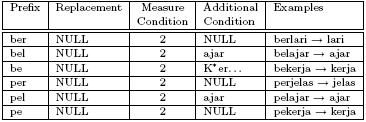 Prefix Replacement Measure Condition Additional Condition Examples
ber NULL 2 NULL berlari → lari
bel NULL 2 ajar belajar → ajar
be NULL 2 K*er... bekerja → kerja
per NULL 2 NULL perjelas → jelas
pel NULL 2 ajar pelajar → ajar
pe NULL 2 NULL pekerja → kerja